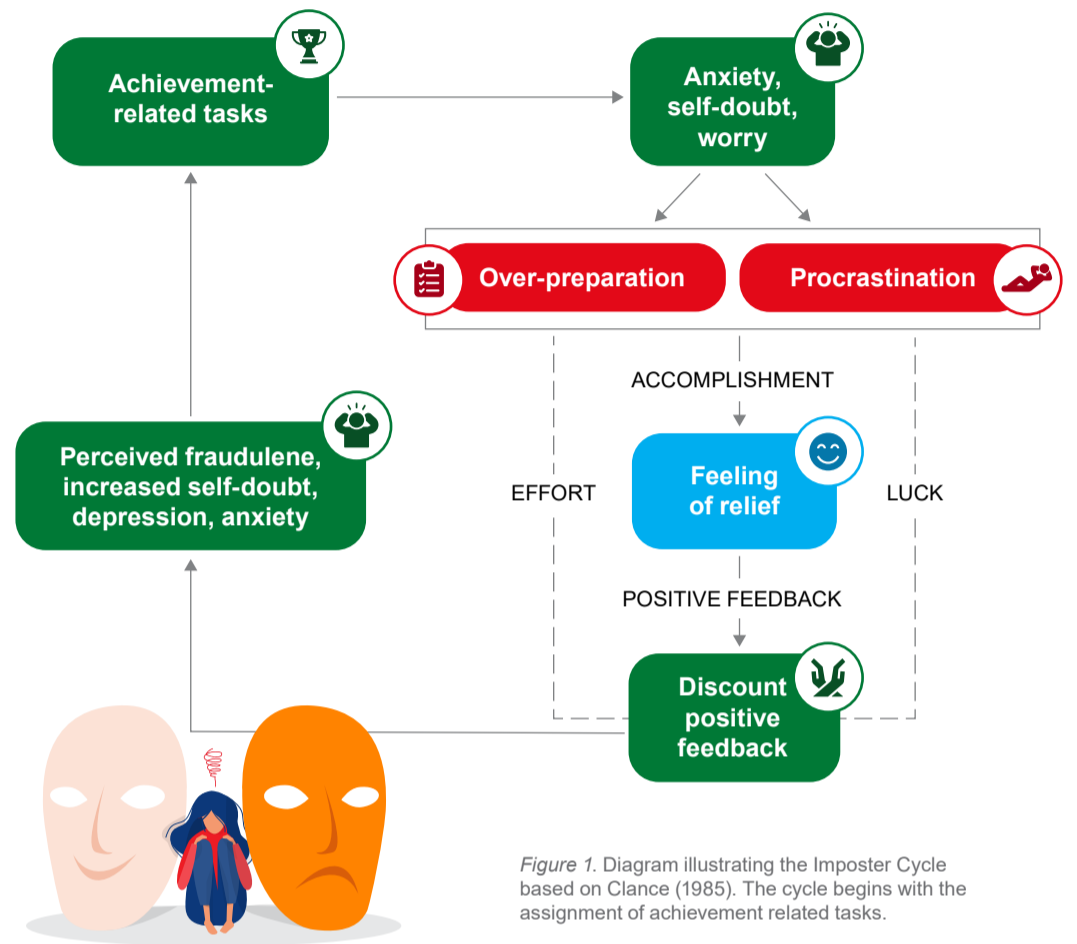 Achievement-
related tasks
Anxiety,
self-doubt,
worry
Over-preparation
Procrastination
ACCOMPLISHMENT
Feeling
of relief
EFFORT
LUCK
POSITIVE FEEDBACK
Discount
positive
feedback
Perceived fraudulene,
increased self-doubt,
depression, anxiety
Figure 1. Diagram illustrating the Imposter Cycle
based on Clance (1985). The cycle begins with the
assignment of achievement related tasks.